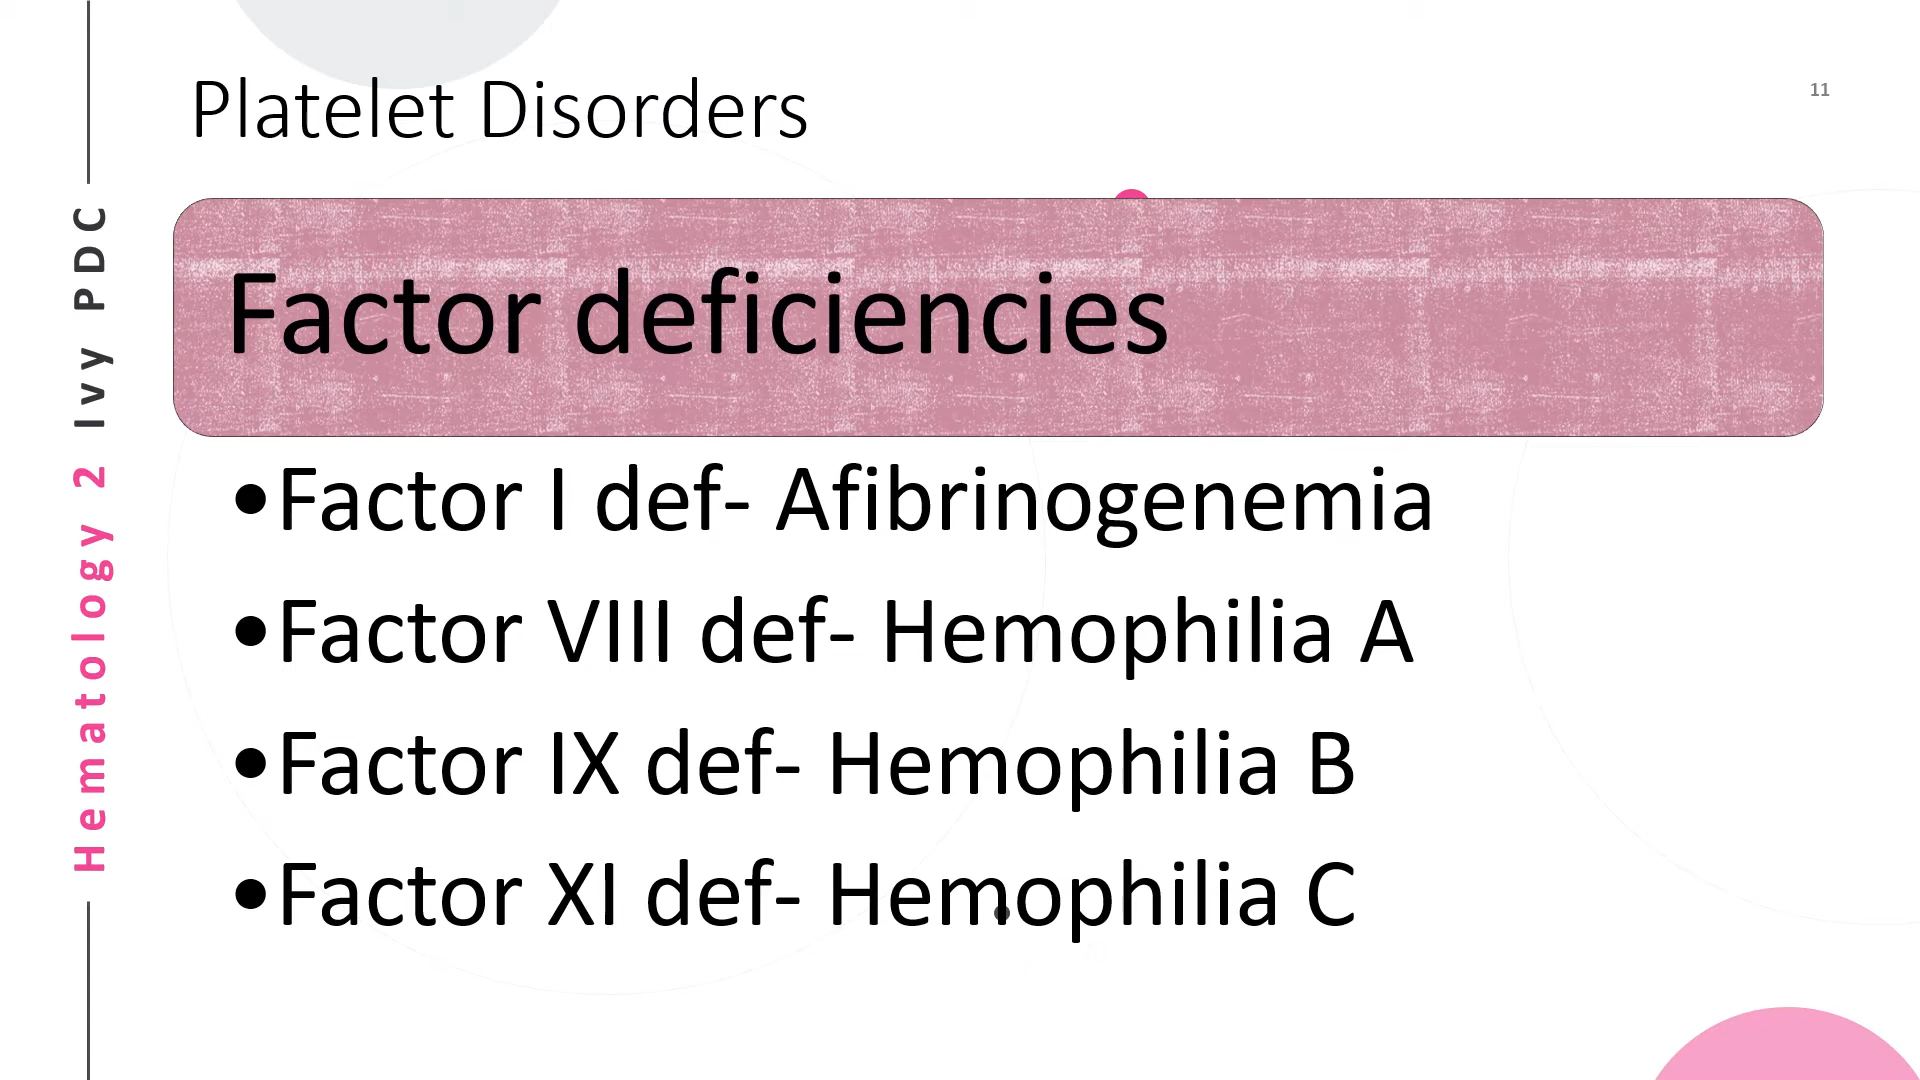 Platelet Disorders
11
Hematology 2 Ivy PDC
Factor deficiencies
•Factor I def- Afibrinogenemia
•Factor VIII def- Hemophilia A
•Factor IX def- Hemophilia B
•Factor XI def- Hemophilia C